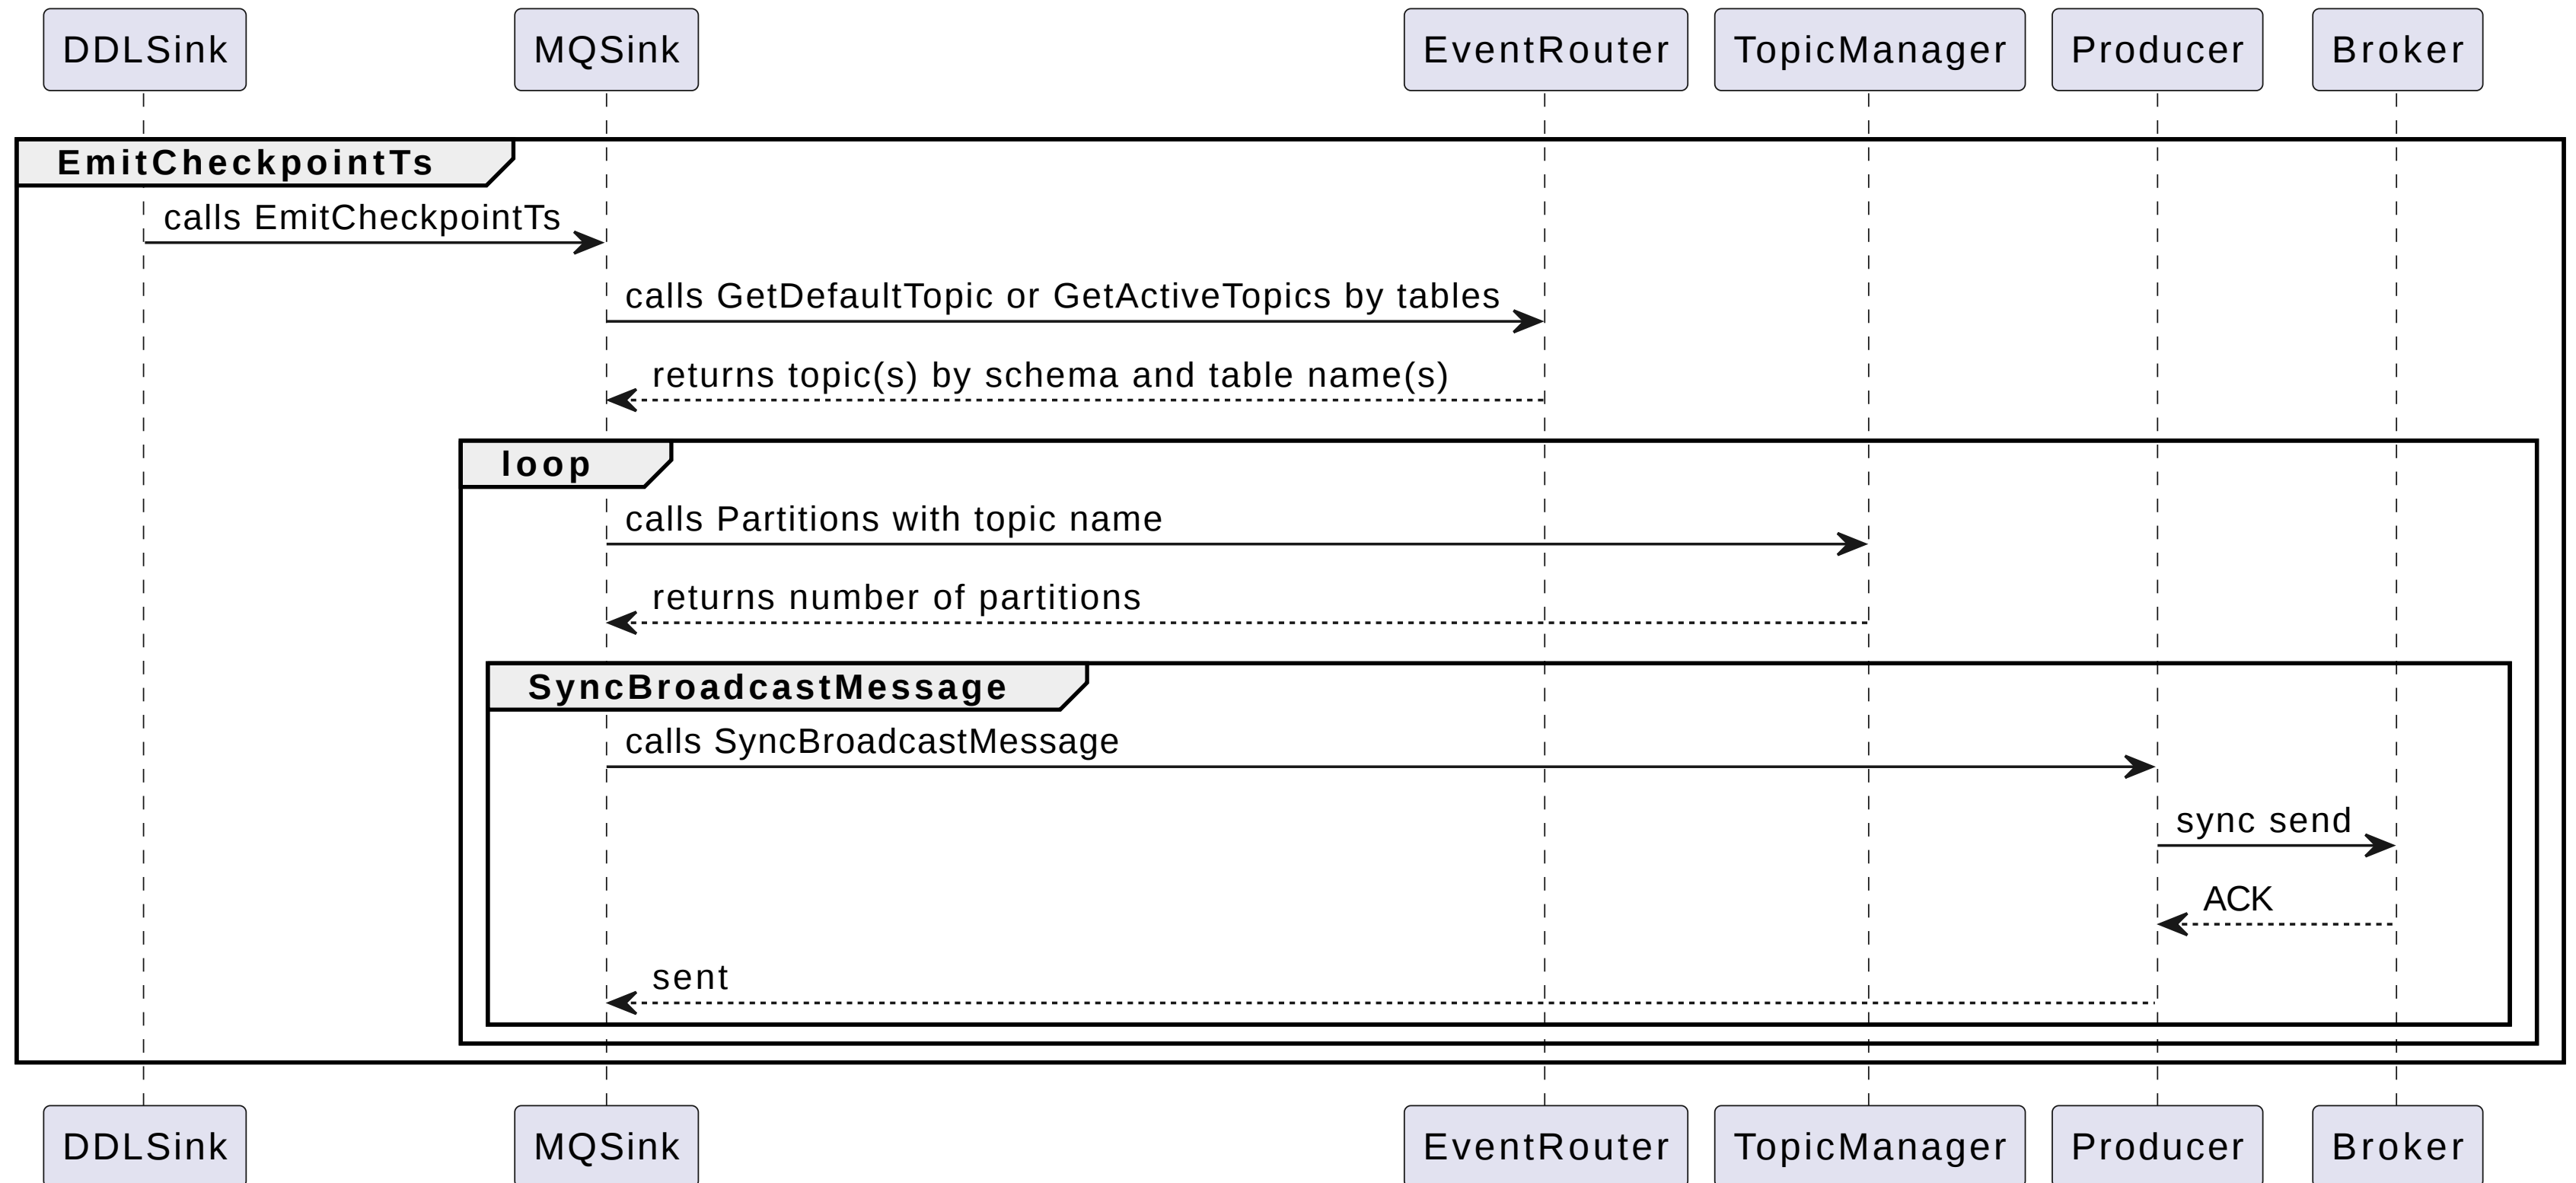 DDLSink
MQSink
EventRouter
TopicManager
Producer
Broker
EmitCheckpointTs
calls EmitCheckpointTs
calls GetDefaultTopic or GetActiveTopics by tables
returns topic(s) by schema and table name(s)
loop
calls Partitions with topic name
returns number of partitions
SyncBroadcastMessage
calls SyncBroadcastMessage
sync send
ACK
sent
DDLSink
MQSink
EventRouter
TopicManager
Producer
Broker